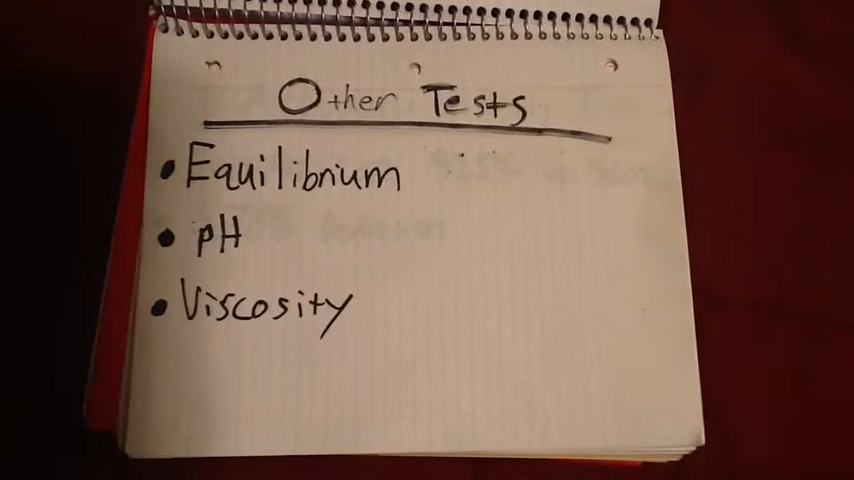 Other Tests
• Equilibrium
• pH
• Viscosity